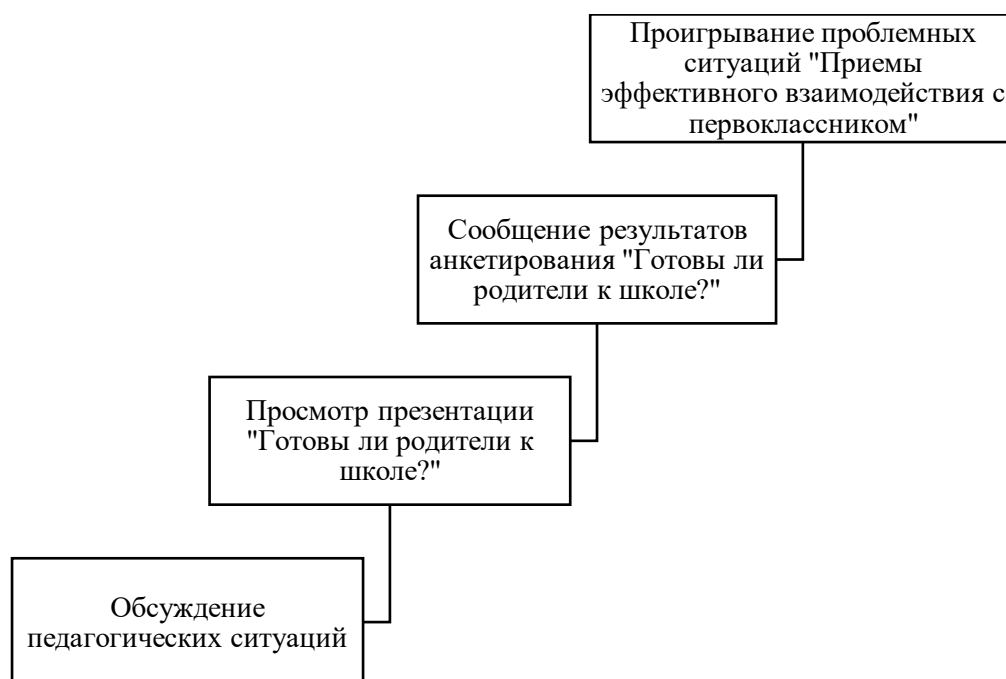 Проигрывание проблемных
ситуаций "Приемы
эффективного взаимодействия с
первоклассником"
Сообщение результатов
анкетирования "Готовы ли
родители к школе?"
Просмотр презентации
"Готовы ли родители к
школе?"
Обсуждение
педагогических ситуаций